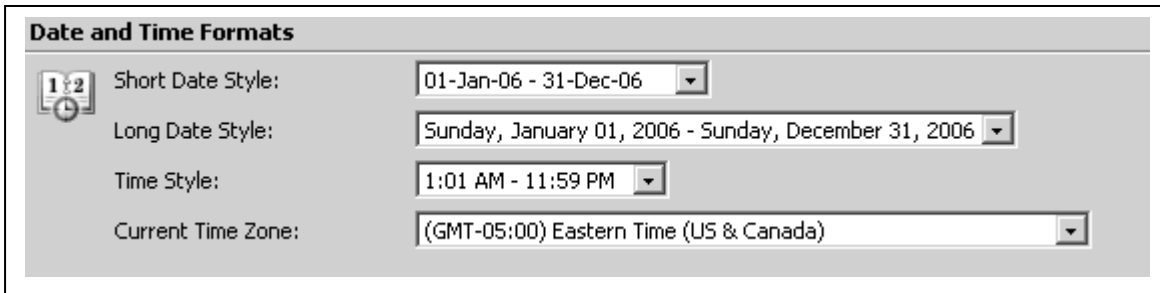 Date and Time Formats
Short Date Style: 01-Jan-06 - 31-Dec-06
Long Date Style: Sunday, January 01, 2006 - Sunday, December 31, 2006
Time Style: 1:01 AM - 11:59 PM
Current Time Zone: (GMT-05:00) Eastern Time (US & Canada)